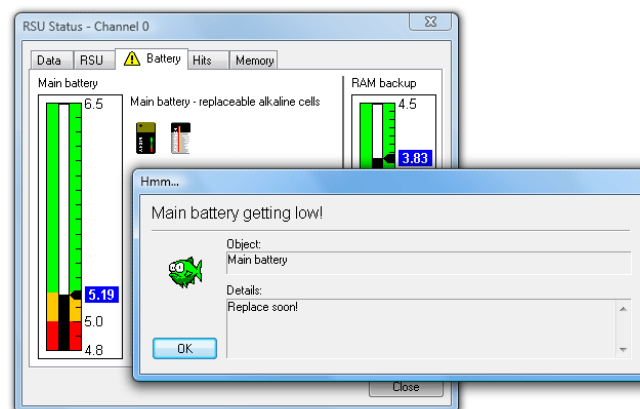 RSU Status - Channel 0
Data
RSU
Battery
Hits
Memory
Main battery
6.5
5.19
5.0
4.8
Main battery - replaceable alkaline cells
RAM backup
4.5
3.83
Hmm...
Main battery getting low!
Object:
Main battery
Details:
Replace soon!
OK
Close